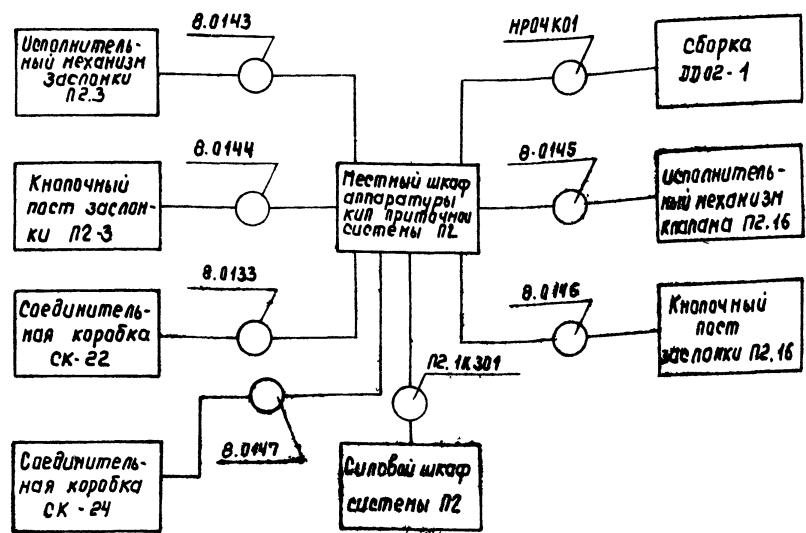 8.0143
Исполнитель-
ный механизм
заслонки
П2.3
НР04К01
Сборка
DD02-1
8.0144
Кнопочный
пост заслон-
ки П2-3
Местный шкаф
аппаратуры
кип приточной
системы П2
8.0145
Исполнитель-
ный механизм
клапана П2.16
8.0133
Соединитель-
ная коробка
СК-22
8.0146
Кнопочный
пост
заслонки П2.16
П2.1К301
8.0147
Соединитель-
ная коробка
СК-24
Силовой шкаф
системы П2